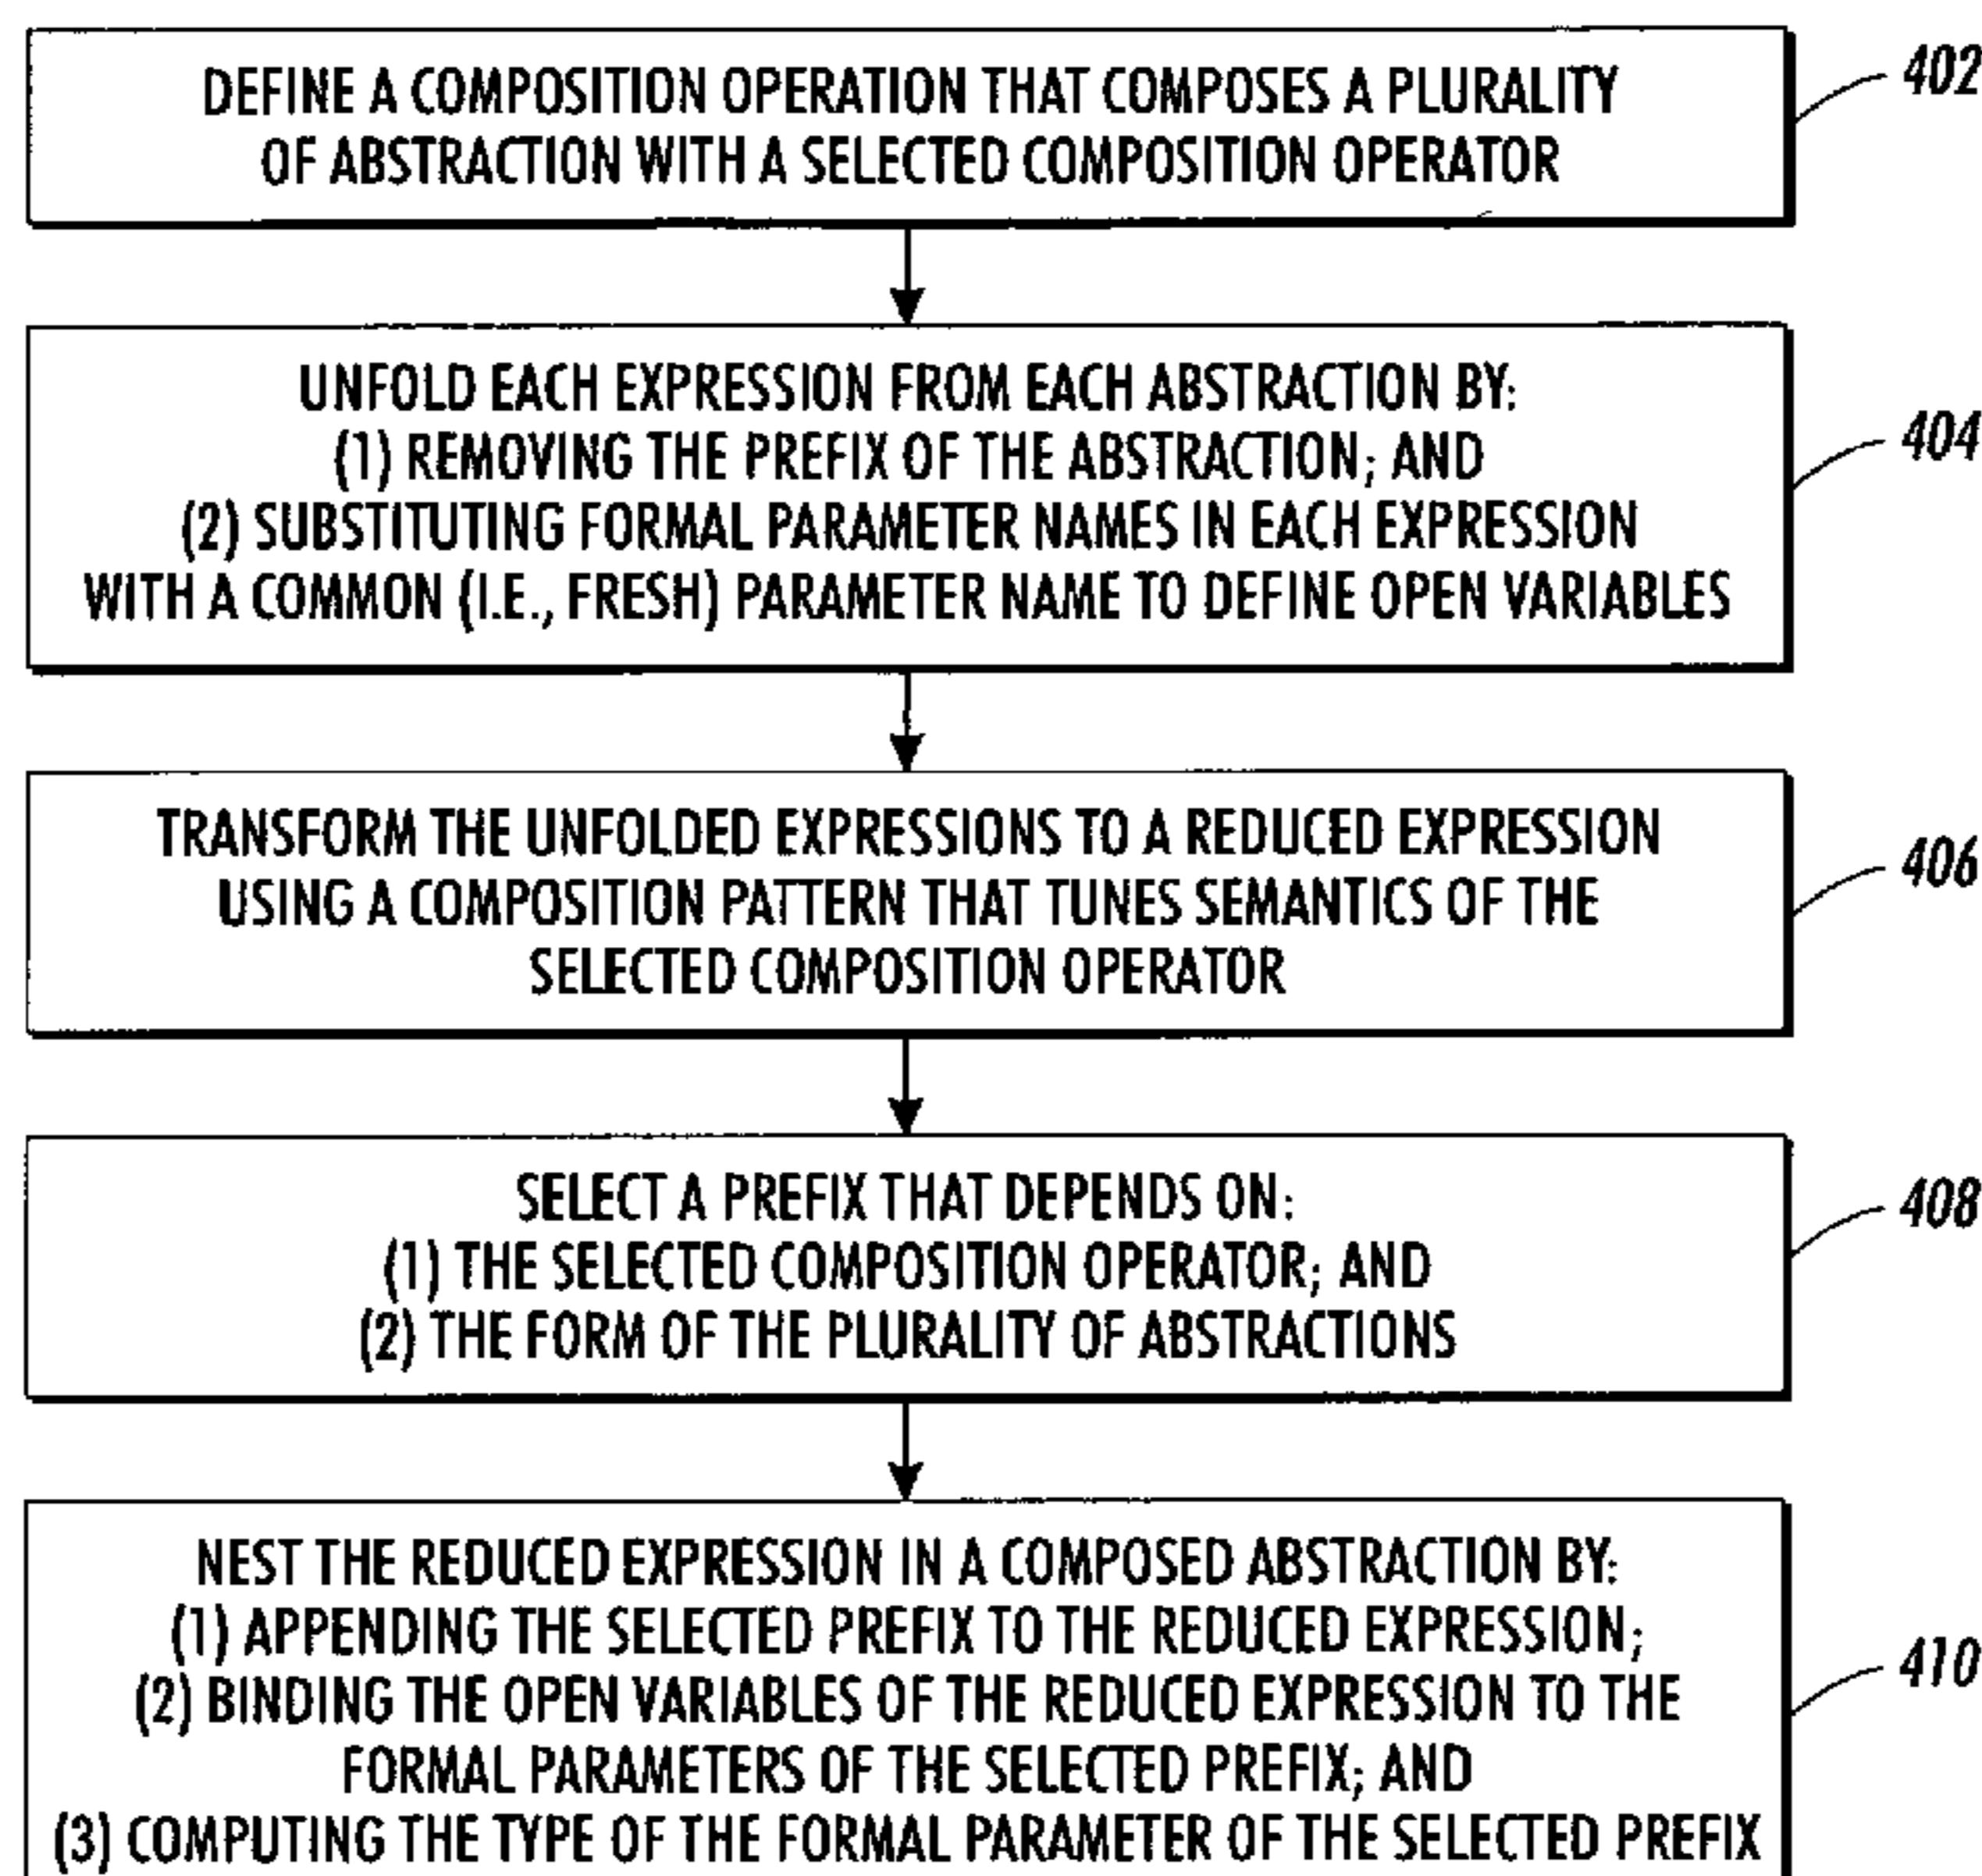 DEFINE A COMPOSITION OPERATION THAT COMPOSES A PLURALITY
OF ABSTRACTION WITH A SELECTED COMPOSITION OPERATOR
402
UNFOLD EACH EXPRESSION FROM EACH ABSTRACTION BY:
(1) REMOVING THE PREFIX OF THE ABSTRACTION; AND
(2) SUBSTITUTING FORMAL PARAMETER NAMES IN EACH EXPRESSION
WITH A COMMON (I.E., FRESH) PARAMETER NAME TO DEFINE OPEN VARIABLES
404
TRANSFORM THE UNFOLDED EXPRESSIONS TO A REDUCED EXPRESSION
USING A COMPOSITION PATTERN THAT TUNES SEMANTICS OF THE
SELECTED COMPOSITION OPERATOR
406
SELECT A PREFIX THAT DEPENDS ON:
(1) THE SELECTED COMPOSITION OPERATOR; AND
(2) THE FORM OF THE PLURALITY OF ABSTRACTIONS
408
NEST THE REDUCED EXPRESSION IN A COMPOSED ABSTRACTION BY:
(1) APPENDING THE SELECTED PREFIX TO THE REDUCED EXPRESSION;
(2) BINDING THE OPEN VARIABLES OF THE REDUCED EXPRESSION TO THE
FORMAL PARAMETERS OF THE SELECTED PREFIX; AND
(3) COMPUTING THE TYPE OF THE FORMAL PARAMETER OF THE SELECTED PREFIX
410